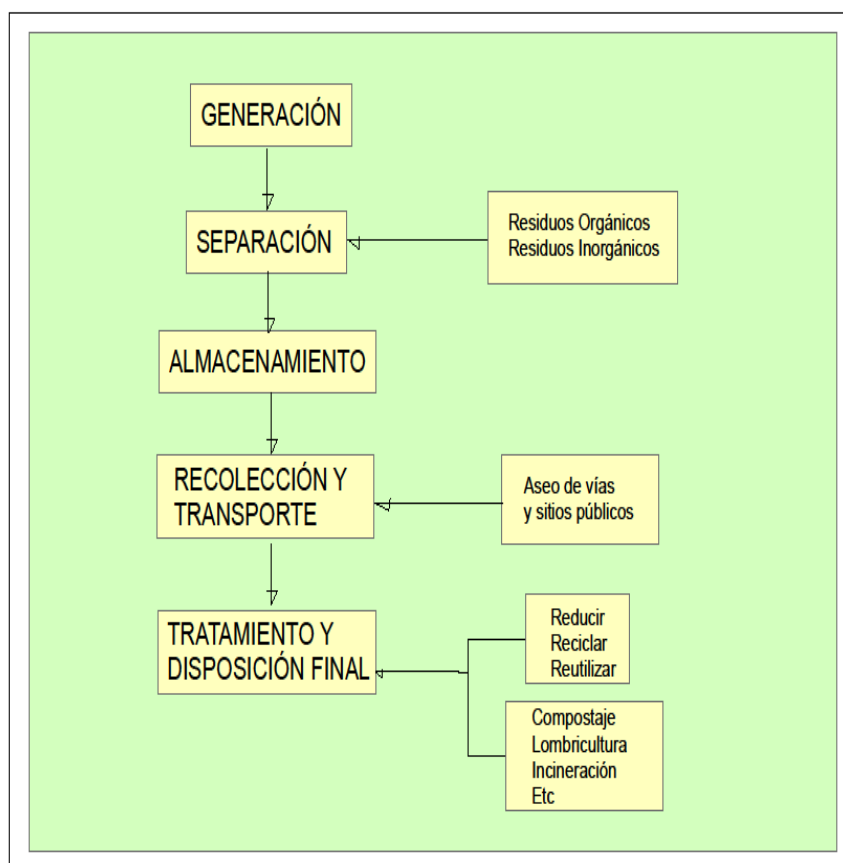 GENERACIÓN
SEPARACIÓN
Residuos Orgánicos
Residuos Inorgánicos
ALMACENAMIENTO
RECOLECCIÓN Y
TRANSPORTE
Aseo de vías
y sitios públicos
TRATAMIENTO Y
DISPOSICIÓN FINAL
Reducir
Reciclar
Reutilizar
Compostaje
Lombricultura
Incineración
Etc